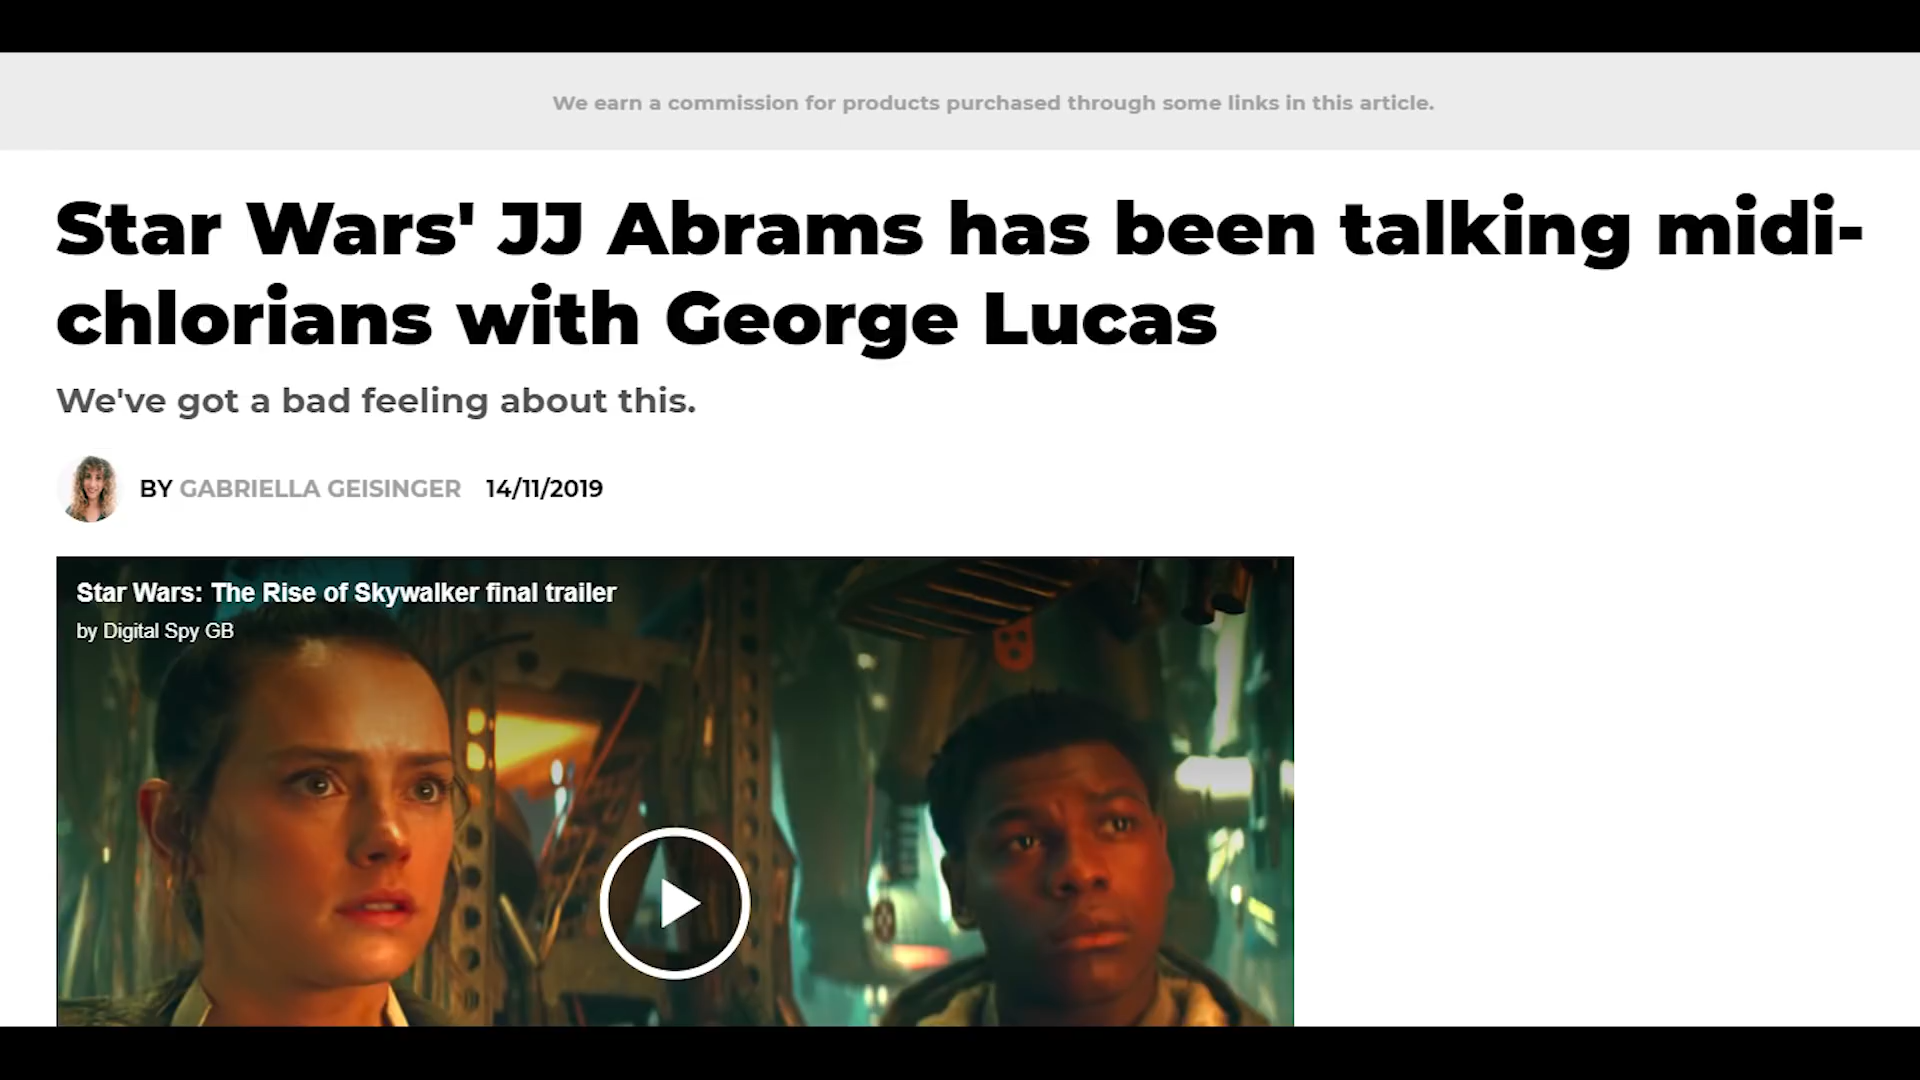 We earn a commission for products purchased through some links in this article.
Star Wars' JJ Abrams has been talking midi-
chlorians with George Lucas
We've got a bad feeling about this.
BY GABRIELLA GEISINGER 14/11/2019
Star Wars: The Rise of Skywalker final trailer
by Digital Spy GB